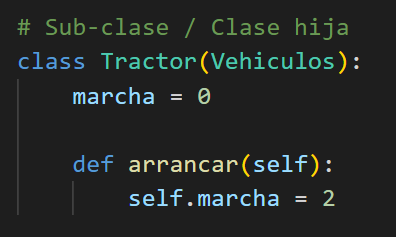 # Sub-clase / Clase hija
class Tractor(Vehiculos):
    marcha = 0
    def arrancar(self):
        self.marcha = 2